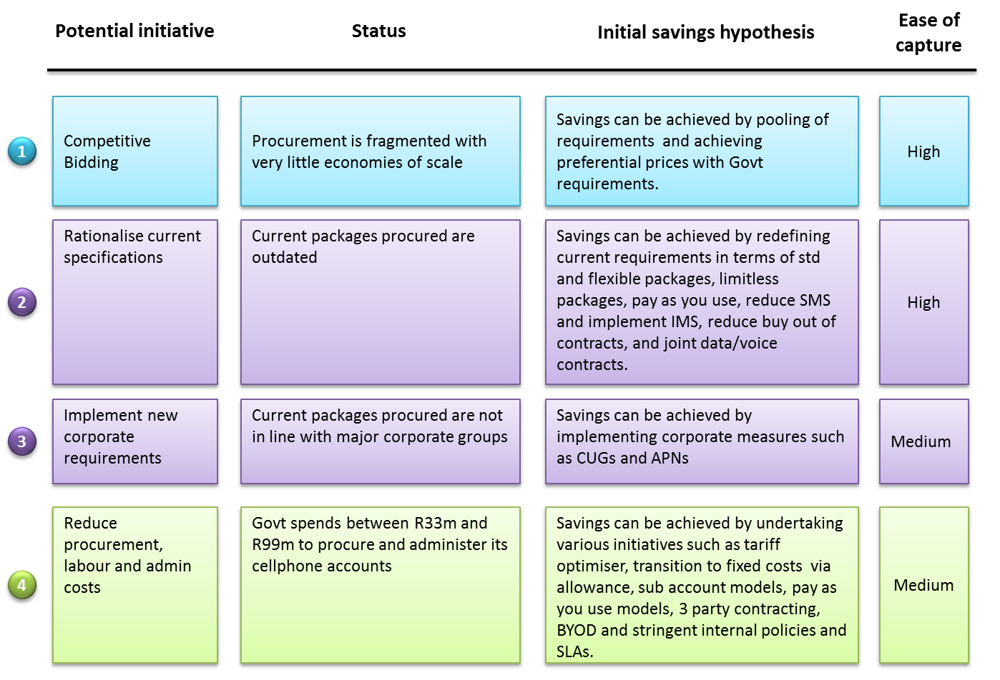 Potential initiative
Status
Initial savings hypothesis
Ease of
capture
1
Competitive
Bidding
Procurement is fragmented with
very little economies of scale
Savings can be achieved by pooling of
requirements and achieving
preferential prices with Govt
requirements.
High
2
Rationalise current
specifications
Current packages procured are
outdated
Savings can be achieved by redefining
current requirements in terms of std
and flexible packages, limitless
packages, pay as you use, reduce SMS
and implement IMS, reduce buy out of
contracts, and joint data/voice
contracts.
High
3
Implement new
corporate
requirements
Current packages procured are not
in line with major corporate groups
Savings can be achieved by
implementing corporate measures such
as CUGs and APNs
Medium
4
Reduce
procurement,
labour and admin
costs
Govt spends between R33m and
R99m to procure and administer its
cellphone accounts
Savings can be achieved by undertaking
various initiatives such as tariff
optimiser, transition to fixed costs via
allowance, sub account models, pay as
you use models, 3 party contracting,
BYOD and stringent internal policies and
SLAs.
Medium